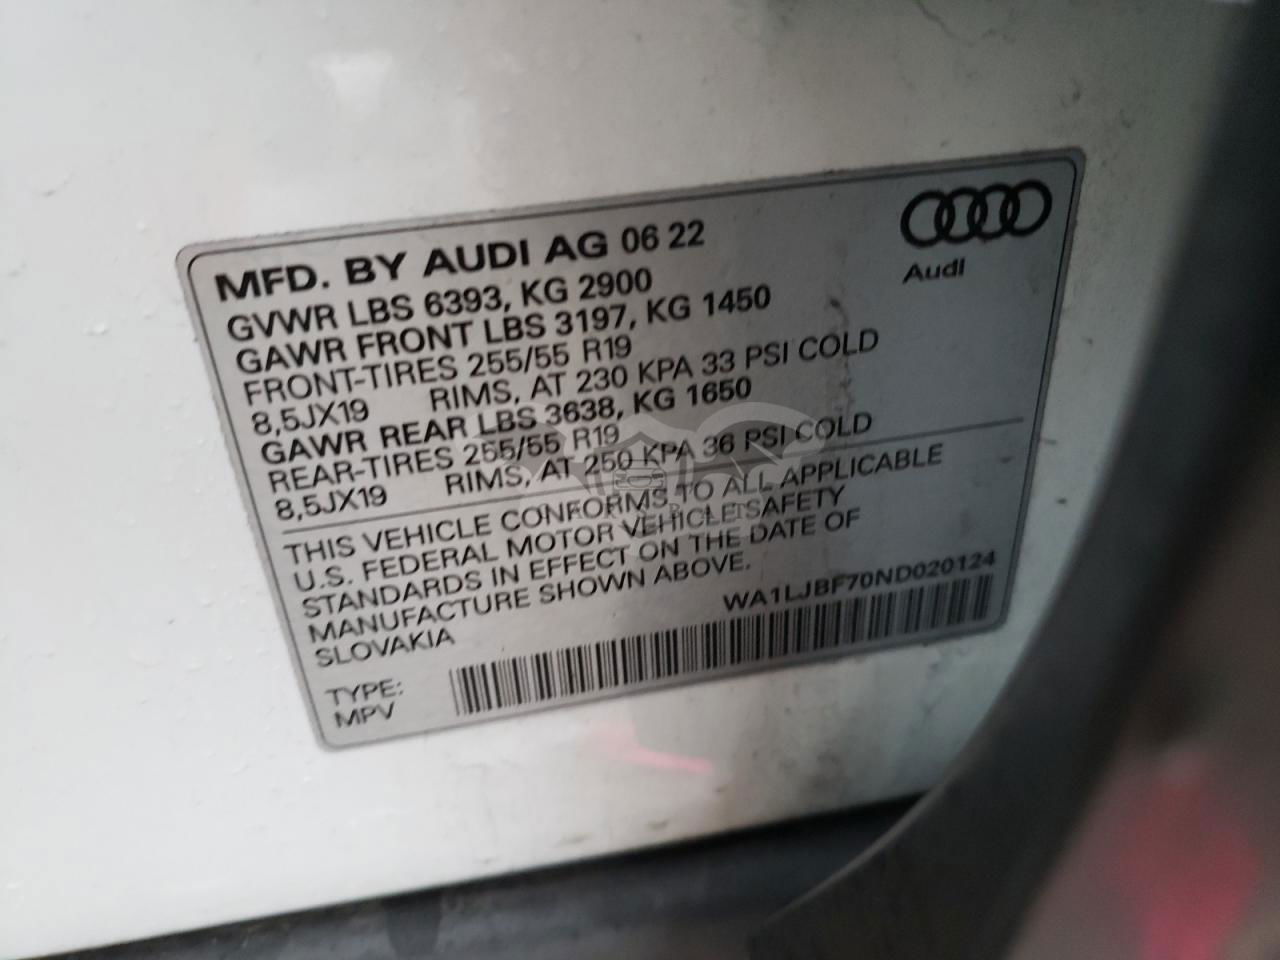 MFD. BY AUDI AG 06 22
GVWR LBS 6393, KG 2900
GAWR FRONT LBS 3197, KG 1450
FRONT-TIRES 255/55 R19
8,5JX19 RIMS, AT 230 KPA 33 PSI COLD
GAWR REAR LBS 3638, KG 1650
REAR-TIRES 255/55 R19
8,5JX19 RIMS, AT 250 KPA 36 PSI COLD
THIS VEHICLE CONFORMS TO ALL APPLICABLE
U.S. FEDERAL MOTOR VEHICLE SAFETY
STANDARDS IN EFFECT ON THE DATE OF
MANUFACTURE SHOWN ABOVE.
SLOVAKIA
WA1LJBF70ND020124
TYPE:
MPV
Audi